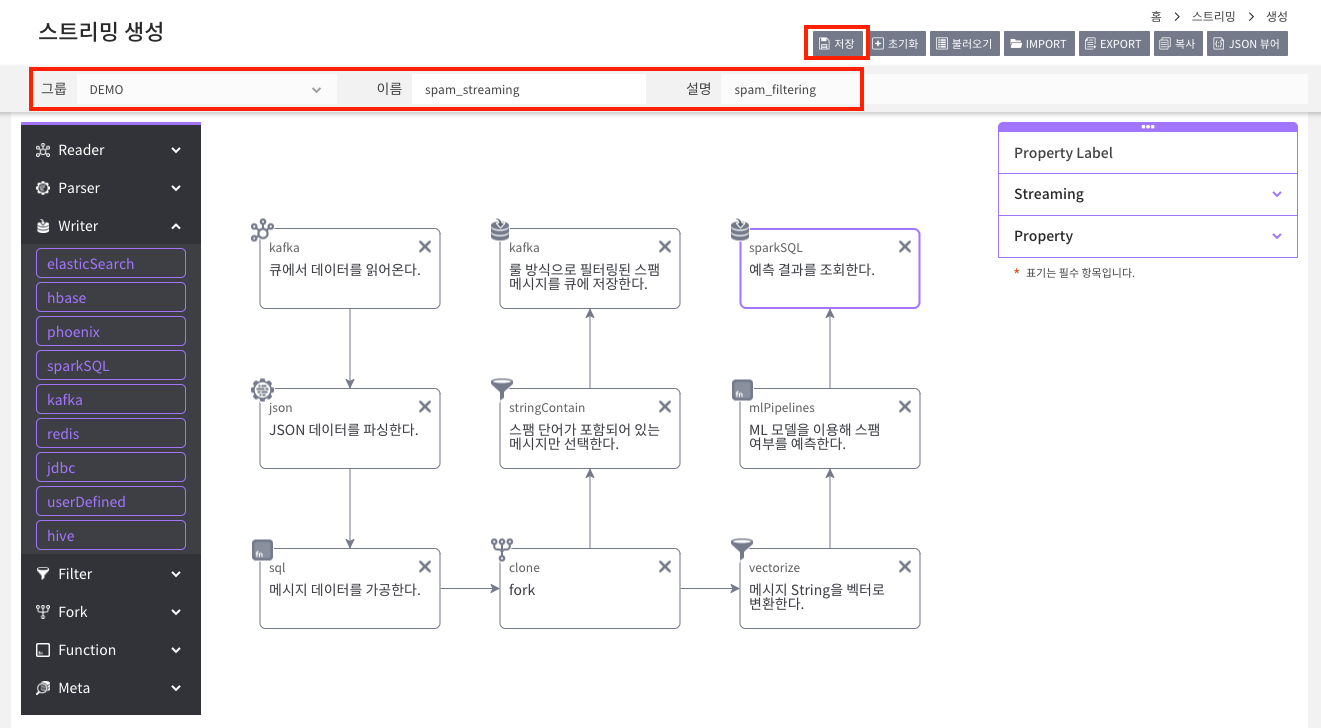 스트리밍 생성
홈 > 스트리밍 > 생성
저장 초기화 불러오기 IMPORT EXPORT 복사 JSON 뷰어
그룹 DEMO 이름 spam_streaming 설명 spam_filtering
Reader
Parser
Writer
elasticSearch
hbase
phoenix
sparkSQL
kafka
redis
jdbc
userDefined
hive
Filter
Fork
Function
Meta
kafka
큐에서 데이터를 읽어온다.
kafka
룰 방식으로 필터링된 스팸
메시지를 큐에 저장한다.
sparkSQL
예측 결과를 조회한다.
json
JSON 데이터를 파싱한다.
stringContain
스팸 단어가 포함되어 있는
메시지만 선택한다.
mlPipelines
ML 모델을 이용해 스팸
여부를 예측한다.
sql
메시지 데이터를 가공한다.
clone
fork
vectorize
메시지 String을 벡터로
변환한다.
Property Label
Streaming
Property
* 표기는 필수 항목입니다.